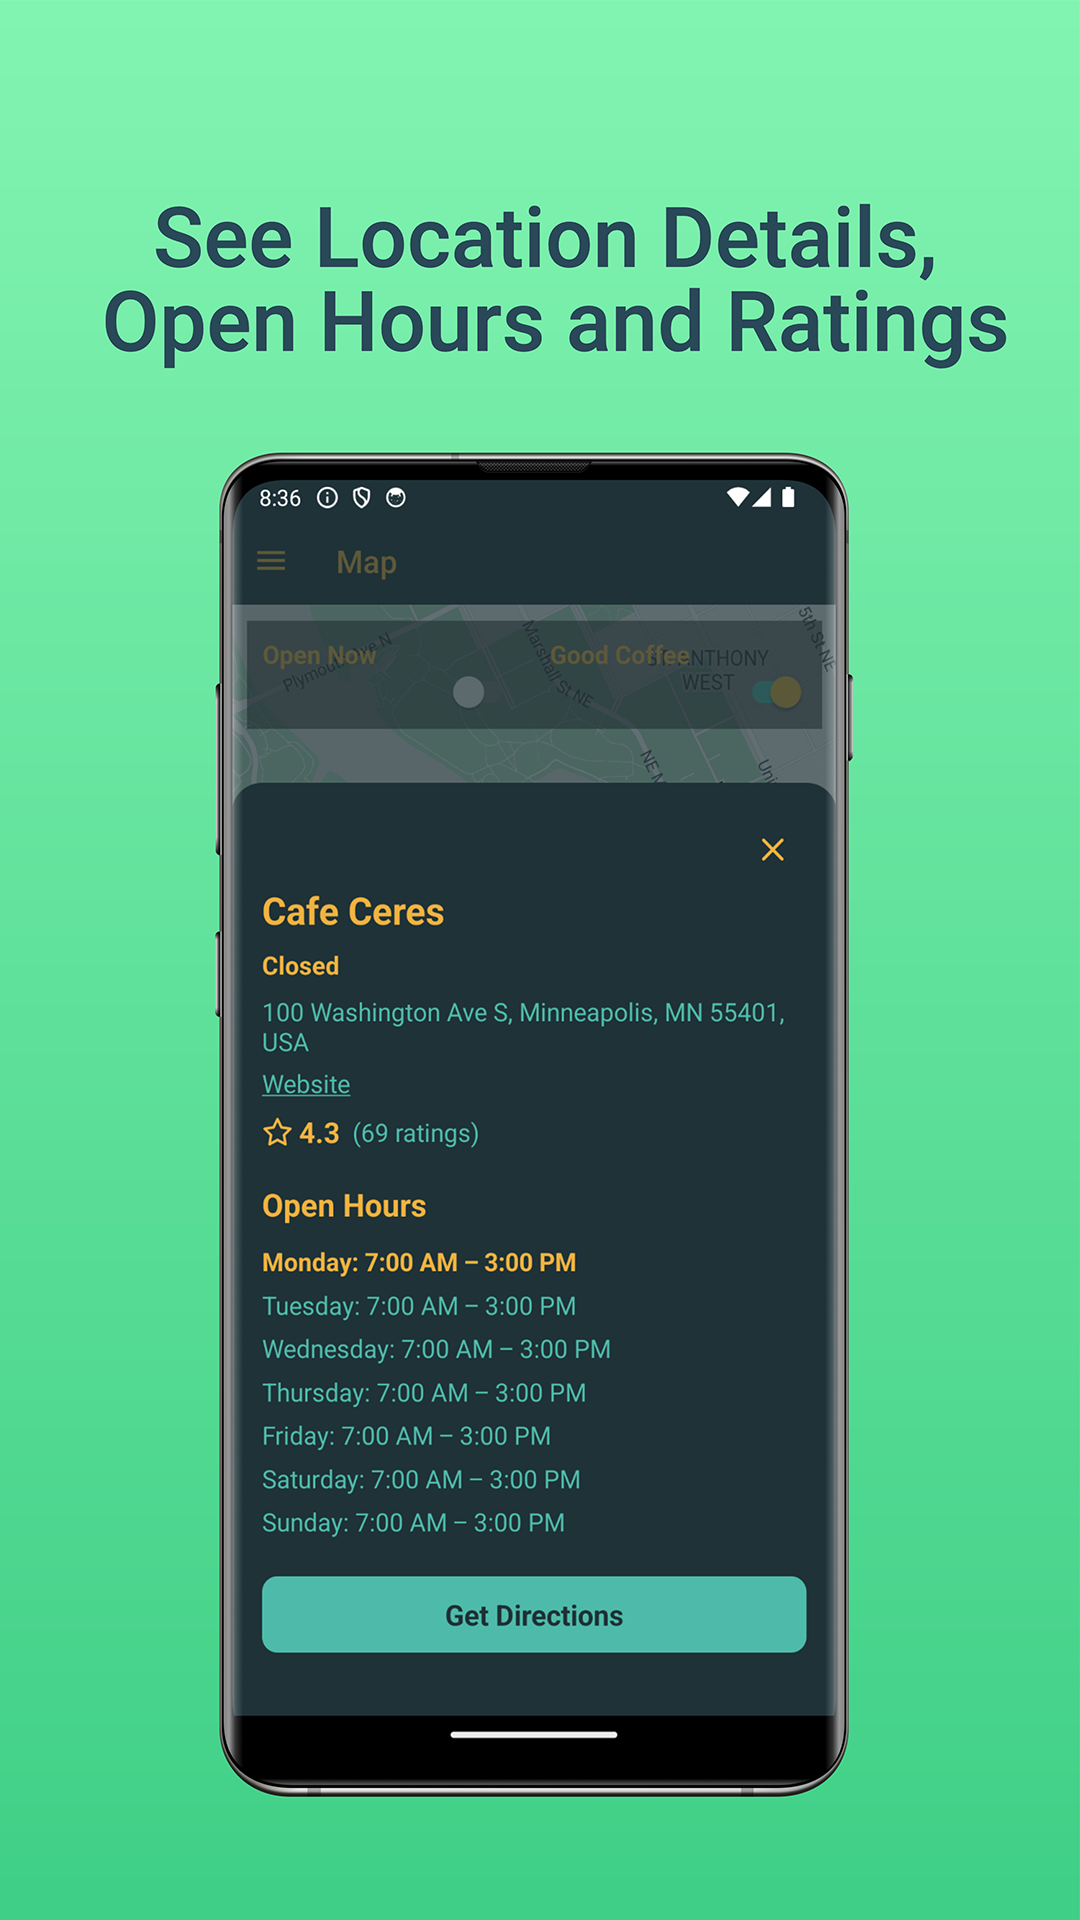 See Location Details,
Open Hours and Ratings
8:36
Map
Open Now
Good Coffee
Plymouth Ave N
Marshall St NE
5th St NE
ANTHONY
WEST
NE M
Uni
Cafe Ceres
Closed
100 Washington Ave S, Minneapolis, MN 55401,
USA
Website
4.3 (69 ratings)
Open Hours
Monday: 7:00 AM – 3:00 PM
Tuesday: 7:00 AM – 3:00 PM
Wednesday: 7:00 AM – 3:00 PM
Thursday: 7:00 AM – 3:00 PM
Friday: 7:00 AM – 3:00 PM
Saturday: 7:00 AM – 3:00 PM
Sunday: 7:00 AM – 3:00 PM
Get Directions